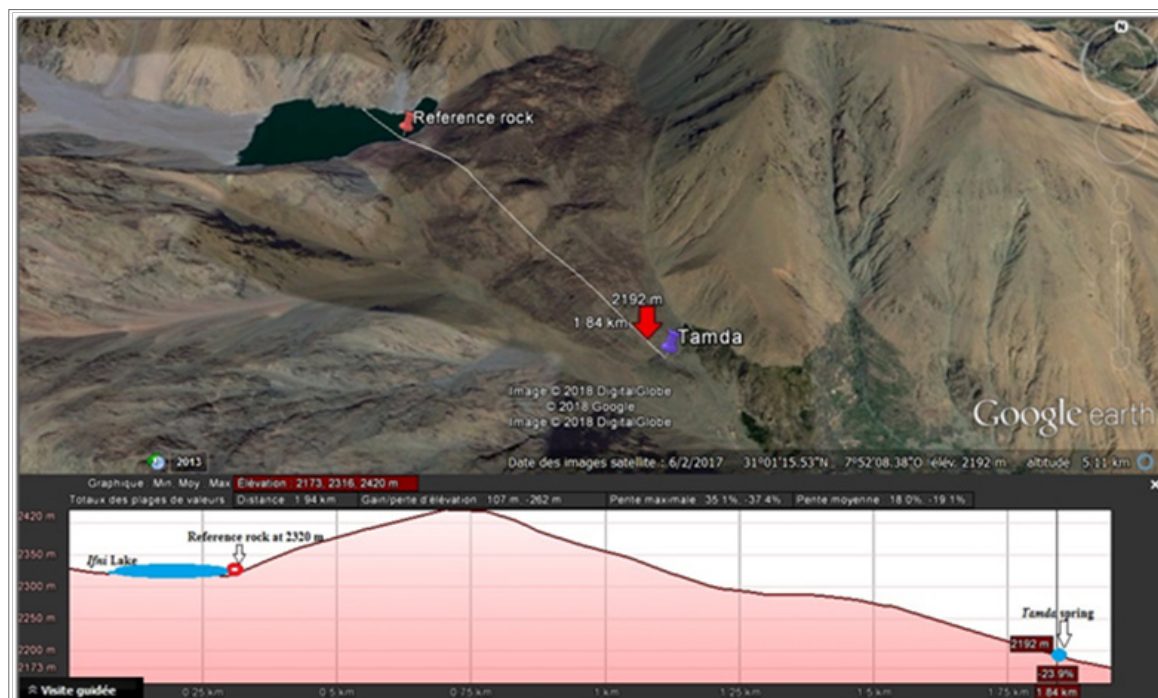 N
Reference rock
2192 m
1.84 km
Tamda
Image © 2018 DigitalGlobe
© 2018 Google
Image © 2018 DigitalGlobe
Google earth
2013
Date des images satellite : 6/2/2017 31°01'15.53"N 7°52'08.38"O élév. 2192 m altitude 5.11 km
Graphique : Min. Moy. Max. Élévation : 2173, 2316, 2420 m
Totaux des plages de valeurs : Distance : 1.94 km Gain/perte d'élévation : 107 m, -262 m Pente maximale : 35.1%, -37.4% Pente moyenne : 18.0%, -19.1%
2420 m
Reference rock at 2320 m
2350 m
Ifni Lake
2300 m
2250 m
Tamda spring
2200 m
2192 m
2173 m
-23.9%
Visite guidée
0.25 km
0.5 km
0.75 km
1 km
1.25 km
1.5 km
1.75 km
1.84 km